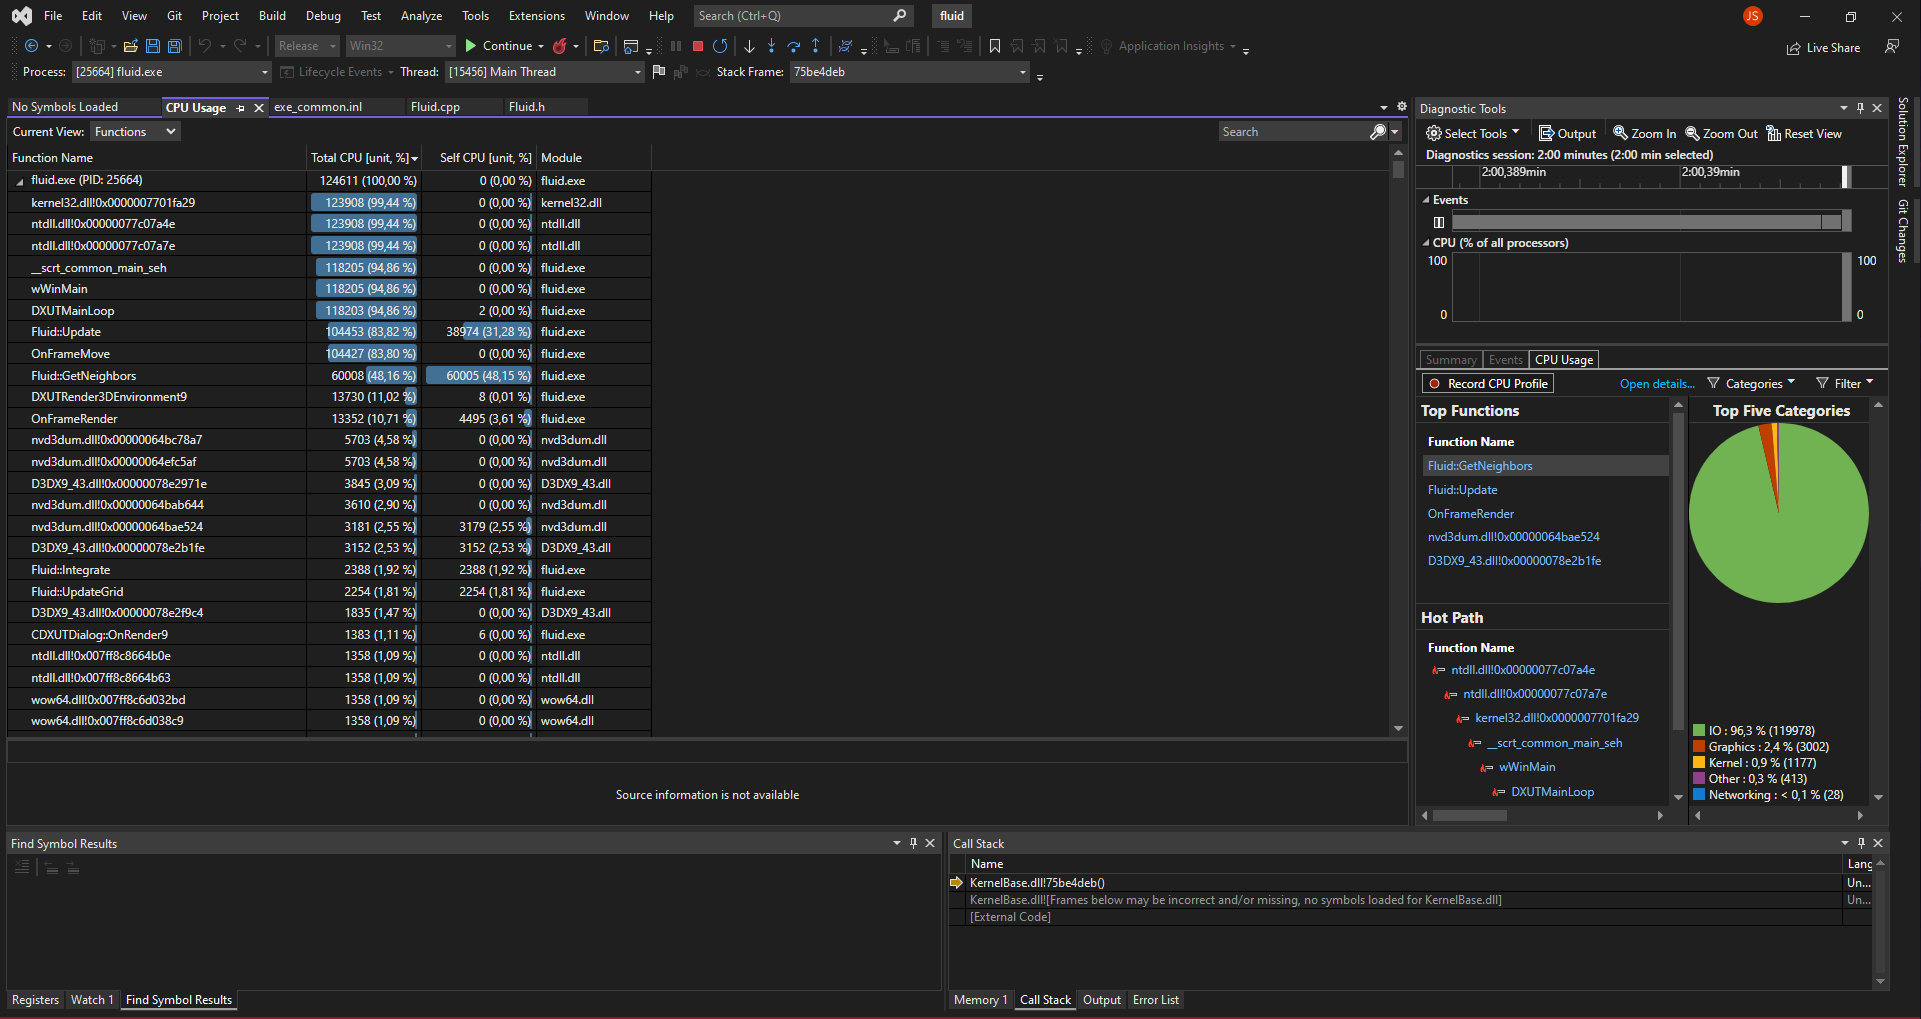 File Edit View Git Project Build Debug Test Analyze Tools Extensions Window Help Search (Ctrl+Q) fluid JS
Release Win32 Continue Application Insights Live Share
Process: [25664] fluid.exe Lifecycle Events Thread: [15456] Main Thread Stack Frame: 75be4deb
No Symbols Loaded CPU Usage exe_common.inl Fluid.cpp Fluid.h
Current View: Functions Search
Function Name Total CPU [unit, %] Self CPU [unit, %] Module
fluid.exe (PID: 25664) 124611 (100,00 %) 0 (0,00 %) fluid.exe
kernel32.dll!0x0000007701fa29 123908 (99,44 %) 0 (0,00 %) kernel32.dll
ntdll.dll!0x00000077c07a4e 123908 (99,44 %) 0 (0,00 %) ntdll.dll
ntdll.dll!0x00000077c07a7e 123908 (99,44 %) 0 (0,00 %) ntdll.dll
__scrt_common_main_seh 118205 (94,86 %) 0 (0,00 %) fluid.exe
wWinMain 118205 (94,86 %) 0 (0,00 %) fluid.exe
DXUTMainLoop 118203 (94,86 %) 2 (0,00 %) fluid.exe
Fluid::Update 104453 (83,82 %) 38974 (31,28 %) fluid.exe
OnFrameMove 104427 (83,80 %) 0 (0,00 %) fluid.exe
Fluid::GetNeighbors 60008 (48,16 %) 60005 (48,15 %) fluid.exe
DXUTRender3DEnvironment9 13730 (11,02 %) 8 (0,01 %) fluid.exe
OnFrameRender 13352 (10,71 %) 4495 (3,61 %) fluid.exe
nvd3dum.dll!0x00000064bc78a7 5703 (4,58 %) 0 (0,00 %) nvd3dum.dll
nvd3dum.dll!0x00000064efc5af 5703 (4,58 %) 0 (0,00 %) nvd3dum.dll
D3DX9_43.dll!0x00000078e2971e 3845 (3,09 %) 0 (0,00 %) D3DX9_43.dll
nvd3dum.dll!0x00000064bab644 3610 (2,90 %) 0 (0,00 %) nvd3dum.dll
nvd3dum.dll!0x00000064bae524 3181 (2,55 %) 3179 (2,55 %) nvd3dum.dll
D3DX9_43.dll!0x00000078e2b1fe 3152 (2,53 %) 3152 (2,53 %) D3DX9_43.dll
Fluid::Integrate 2388 (1,92 %) 2388 (1,92 %) fluid.exe
Fluid::UpdateGrid 2254 (1,81 %) 2254 (1,81 %) fluid.exe
D3DX9_43.dll!0x00000078e2f9c4 1835 (1,47 %) 0 (0,00 %) D3DX9_43.dll
CDXUTDialog::OnRender9 1383 (1,11 %) 6 (0,00 %) fluid.exe
ntdll.dll!0x007ff8c8664b0e 1358 (1,09 %) 0 (0,00 %) ntdll.dll
ntdll.dll!0x007ff8c8664b63 1358 (1,09 %) 0 (0,00 %) ntdll.dll
wow64.dll!0x007ff8c6d032bd 1358 (1,09 %) 0 (0,00 %) wow64.dll
wow64.dll!0x007ff8c6d038c9 1358 (1,09 %) 0 (0,00 %) wow64.dll
Source information is not available
Diagnostic Tools
Select Tools Output Zoom In Zoom Out Reset View
Diagnostics session: 2:00 minutes (2:00 min selected)
2:00,389min 2:00,39min
Events
CPU (% of all processors)
100 100
0 0
Summary Events CPU Usage
Record CPU Profile Open details... Categories Filter
Top Functions
Function Name
Fluid::GetNeighbors
Fluid::Update
OnFrameRender
nvd3dum.dll!0x00000064bae524
D3DX9_43.dll!0x00000078e2b1fe
Hot Path
Function Name
ntdll.dll!0x00000077c07a4e
ntdll.dll!0x00000077c07a7e
kernel32.dll!0x0000007701fa29
__scrt_common_main_seh
wWinMain
DXUTMainLoop
Top Five Categories
IO : 96,3 % (119978)
Graphics : 2,4 % (3002)
Kernel : 0,9 % (1177)
Other : 0,3 % (413)
Networking : < 0,1 % (28)
Solution Explorer
Git Changes
Find Symbol Results
Registers Watch 1 Find Symbol Results
Call Stack
Name Lang
KernelBase.dll!75be4deb() Un...
KernelBase.dll![Frames below may be incorrect and/or missing, no symbols loaded for KernelBase.dll] Un...
[External Code]
Memory 1 Call Stack Output Error List